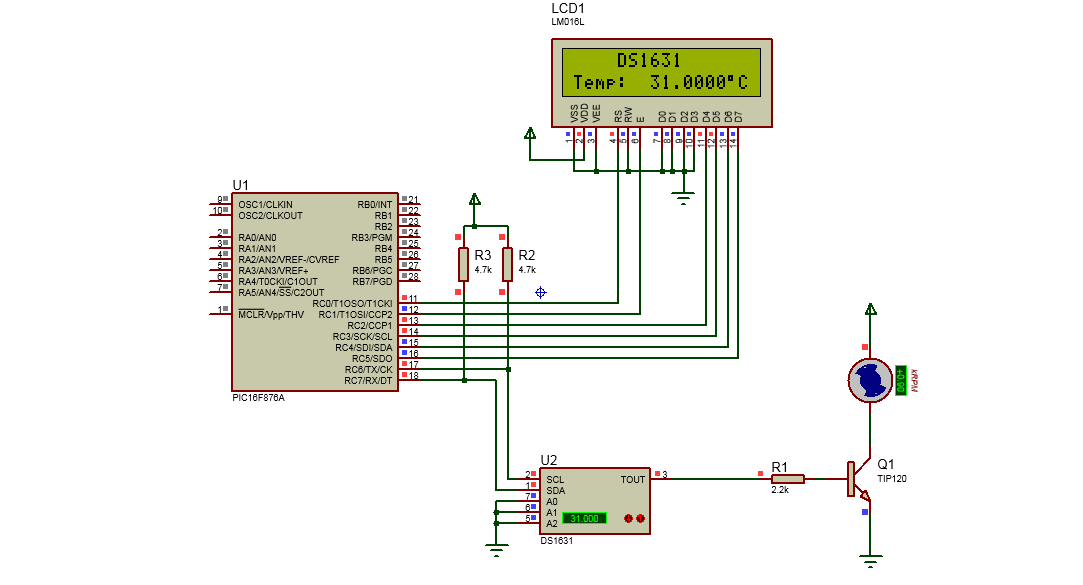 LCD1
LM016L
DS1631
Temp: 31.0000°C
VSS
VDD
VEE
RS
RW
E
D0
D1
D2
D3
D4
D5
D6
D7
1
2
3
4
5
6
7
8
9
10
11
12
13
14
U1
9 OSC1/CLKIN RB0/INT 21
10 OSC2/CLKOUT RB1 22
RB2 23
2 RA0/AN0 RB3/PGM 24
3 RA1/AN1 RB4 25
4 RA2/AN2/VREF-/CVREF RB5 26
5 RA3/AN3/VREF+ RB6/PGC 27
6 RA4/T0CKI/C1OUT RB7/PGD 28
7 RA5/AN4/SS/C2OUT
RC0/T1OSO/T1CKI 11
1 MCLR/Vpp/THV RC1/T1OSI/CCP2 12
RC2/CCP1 13
RC3/SCK/SCL 14
RC4/SDI/SDA 15
RC5/SDO 16
RC6/TX/CK 17
RC7/RX/DT 18
PIC16F876A
R3
4.7k
R2
4.7k
+0.90
kRPM
U2
2 SCL TOUT 3
1 SDA
7 A0
6 A1
5 A2
31.000
DS1631
R1
2.2k
Q1
TIP120